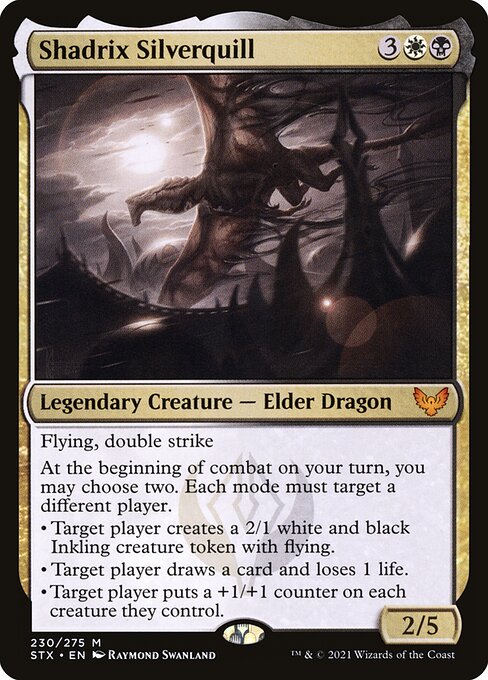 Shadrix Silverquill 3
Legendary Creature — Elder Dragon
Flying, double strike
At the beginning of combat on your turn, you
may choose two. Each mode must target a
different player.
• Target player creates a 2/1 white and black
Inkling creature token with flying.
• Target player draws a card and loses 1 life.
• Target player puts a +1/+1 counter on each
creature they control.
2/5
230/275 M
STX • EN Raymond Swanland ™ & © 2021 Wizards of the Coast